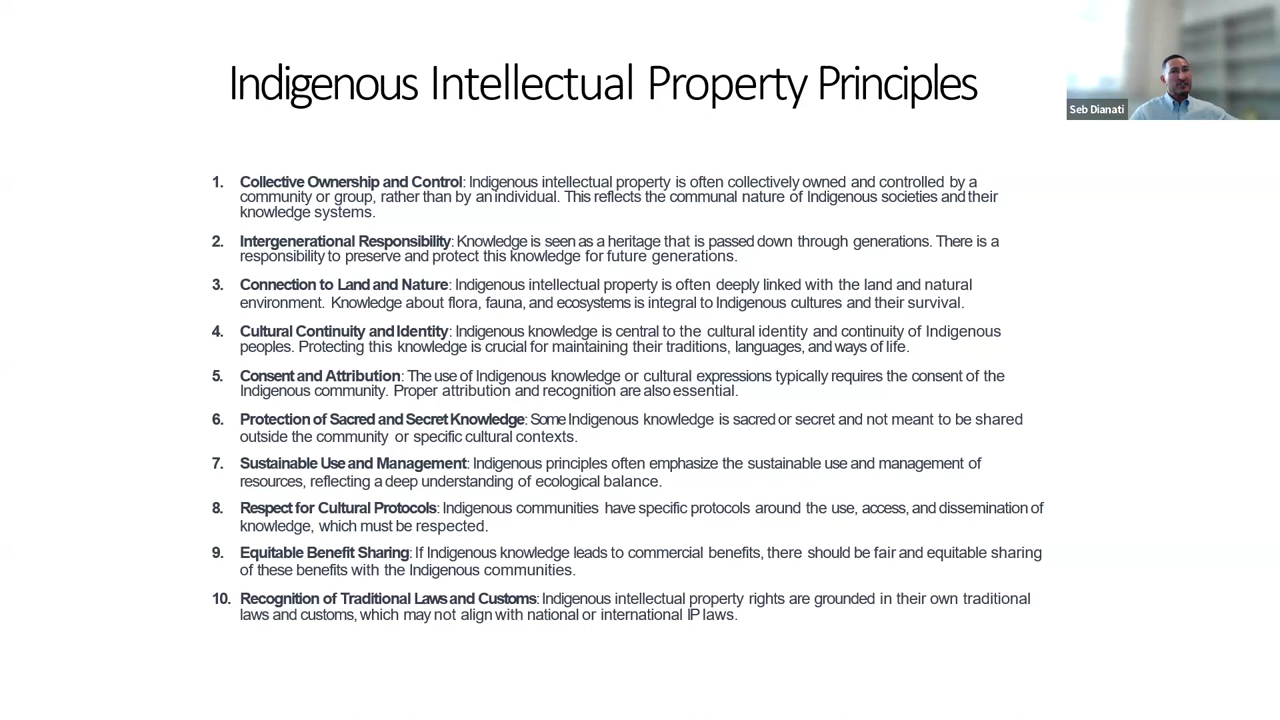 Indigenous Intellectual Property Principles
Seb Dianati
1. Collective Ownership and Control: Indigenous intellectual property is often collectively owned and controlled by a
community or group, rather than by an individual. This reflects the communal nature of Indigenous societies and their
knowledge systems.
2. Intergenerational Responsibility: Knowledge is seen as a heritage that is passed down through generations. There is a
responsibility to preserve and protect this knowledge for future generations.
3. Connection to Land and Nature: Indigenous intellectual property is often deeply linked with the land and natural
environment. Knowledge about flora, fauna, and ecosystems is integral to Indigenous cultures and their survival.
4. Cultural Continuity and Identity: Indigenous knowledge is central to the cultural identity and continuity of Indigenous
peoples. Protecting this knowledge is crucial for maintaining their traditions, languages, and ways of life.
5. Consent and Attribution: The use of Indigenous knowledge or cultural expressions typically requires the consent of the
Indigenous community. Proper attribution and recognition are also essential.
6. Protection of Sacred and Secret Knowledge: Some Indigenous knowledge is sacred or secret and not meant to be shared
outside the community or specific cultural contexts.
7. Sustainable Use and Management: Indigenous principles often emphasize the sustainable use and management of
resources, reflecting a deep understanding of ecological balance.
8. Respect for Cultural Protocols: Indigenous communities have specific protocols around the use, access, and dissemination of
knowledge, which must be respected.
9. Equitable Benefit Sharing: If Indigenous knowledge leads to commercial benefits, there should be fair and equitable sharing
of these benefits with the Indigenous communities.
10. Recognition of Traditional Laws and Customs: Indigenous intellectual property rights are grounded in their own traditional
laws and customs, which may not align with national or international IP laws.